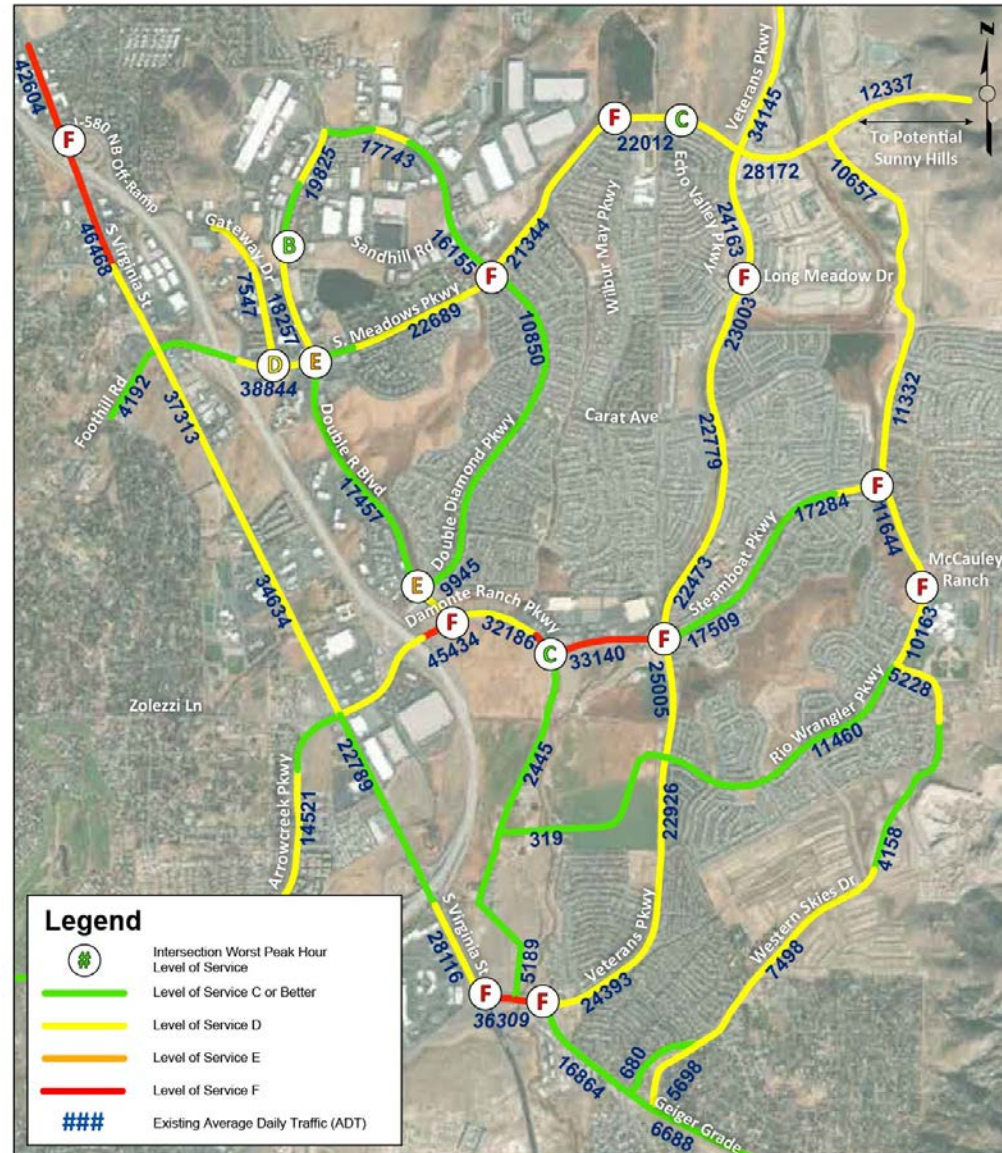 Veterans Pkwy
34145
12337
To Potential
Sunny Hills
42604
F
I-580 NB Off-Ramp
F
22012
C
28172
10657
17743
19825
Echo Valley Pkwy
24163
Wilbur May Pkwy
S Virginia St
46468
Gateway Dr
7547
B
18257
Sandhill Rd
16155
F
21344
F
Long Meadow Dr
23003
S. Meadows Pkwy
22689
10850
Foothill Rd
4192
D
38844
E
37313
Carat Ave
11332
22779
Double R Blvd
17457
Double Diamond Pkwy
17284
F
11644
Steamboat Pkwy
22473
17509
McCauley
Ranch
F
10163
34634
E
9945
Damonte Ranch Pkwy
F
45434
32186
C
33140
F
25005
5228
Zolezzi Ln
22789
Arrowcreek Pkwy
14521
2445
319
Rio Wrangler Pkwy
11460
22926
4158
Western Skies Dr
7498
S Virginia St
28116
5189
Veterans Pkwy
24393
F
36309
F
16864
680
5698
Geiger Grade
6688
Legend
#
Intersection Worst Peak Hour
Level of Service
Level of Service C or Better
Level of Service D
Level of Service E
Level of Service F
###
Existing Average Daily Traffic (ADT)
z